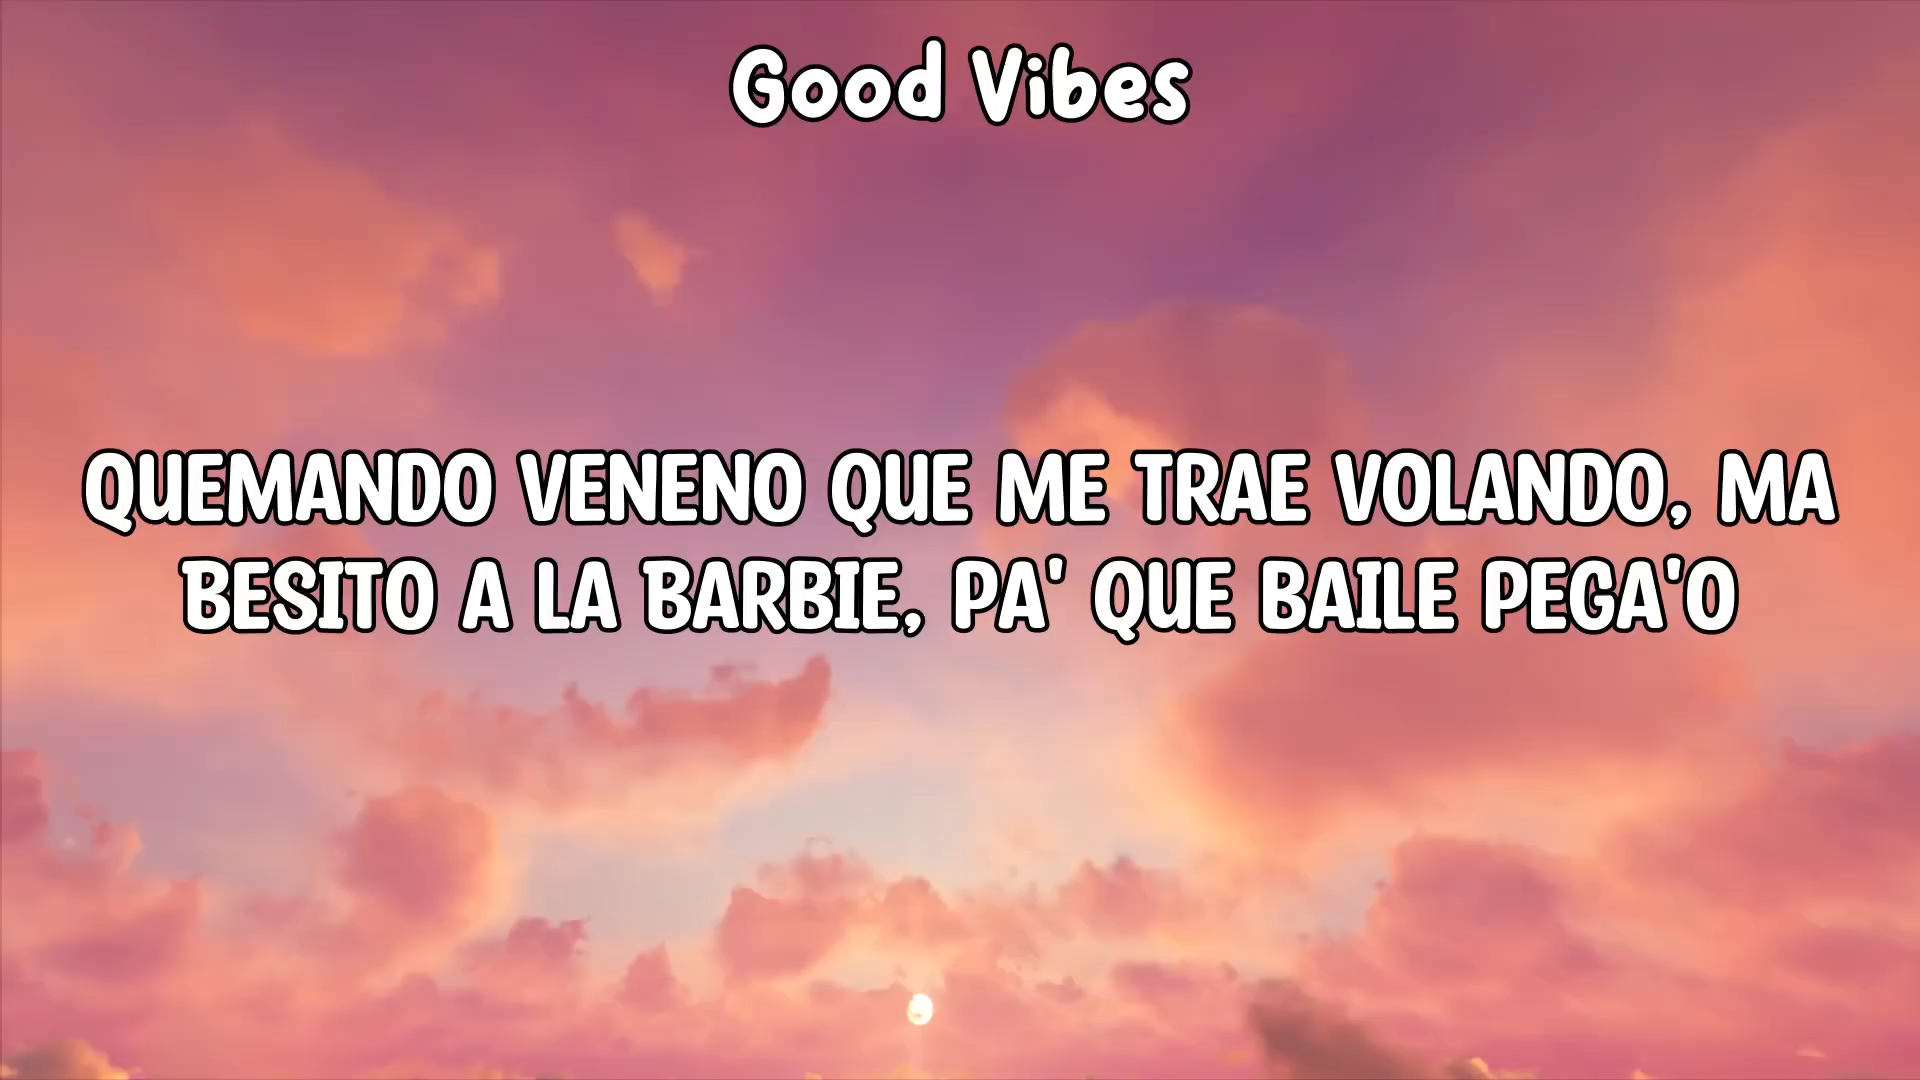 Good Vibes
QUEMANDO VENENO QUE ME TRAE VOLANDO, MA
BESITO A LA BARBIE, PA' QUE BAILE PEGA'O